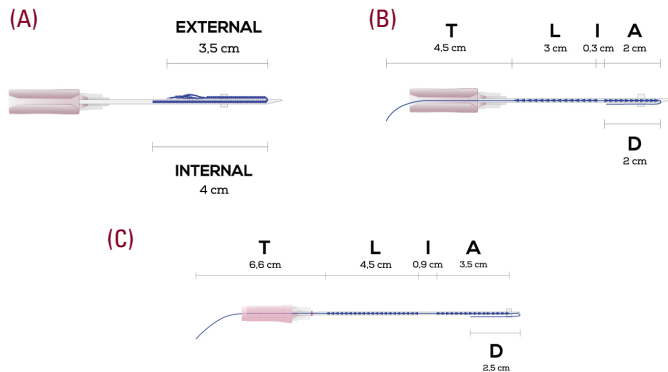 (A)
EXTERNAL
3,5 cm
INTERNAL
4 cm
(B)
T L I A
4,5 cm 3 cm 0,3 cm 2 cm
D
2 cm
(C)
T L I A
6,6 cm 4,5 cm 0,9 cm 3,5 cm
D
2,5 cm